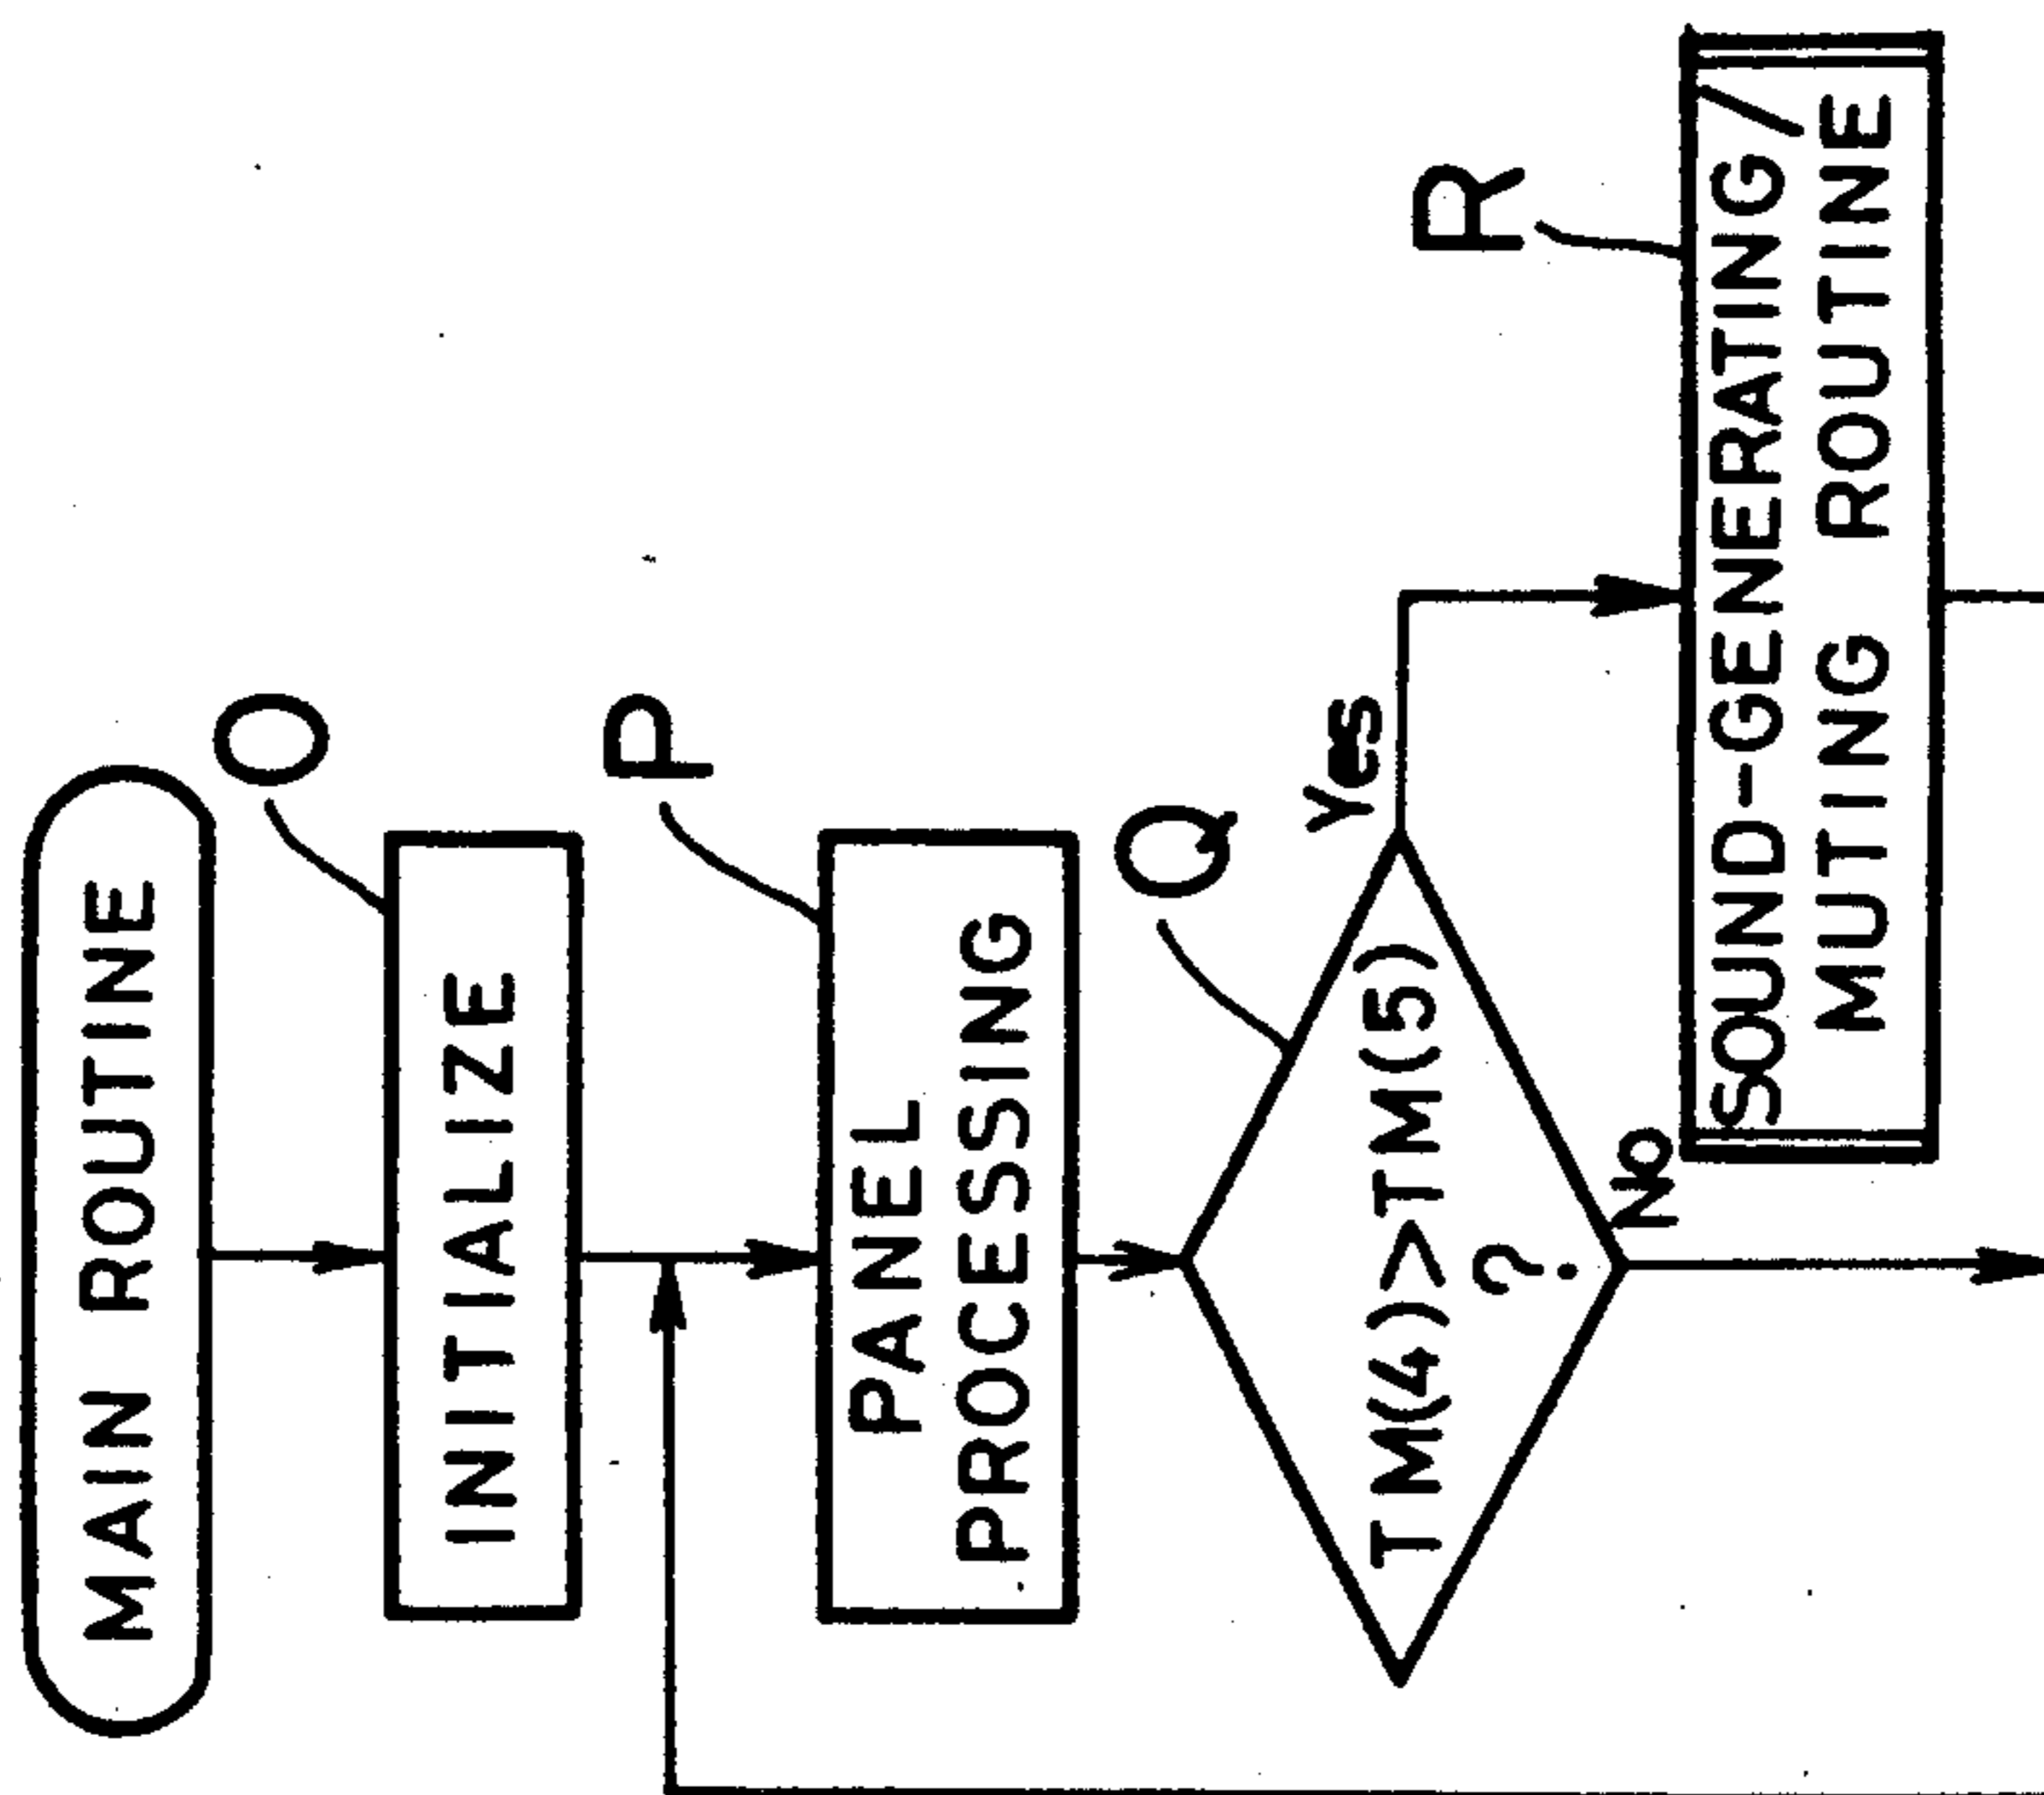 MAIN ROUTINE
O
INITIALIZE
P
PANEL
PROCESSING
Q
TM(4)>TM(5)
?
Yes
No
R
SOUND-GENERATING/
MUTING ROUTINE